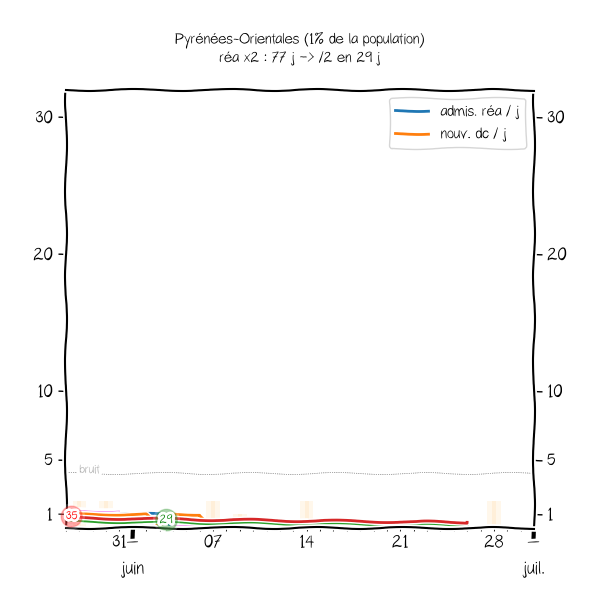 Pyrénées-Orientales (1% de la population)
réa x2 : 77 j -> /2 en 29 j
admis. réa / j
nouv. dc / j
30 30
20 20
10 10
5 5
bruit
1 1
35
29
31 07 14 21 28
juin juil.